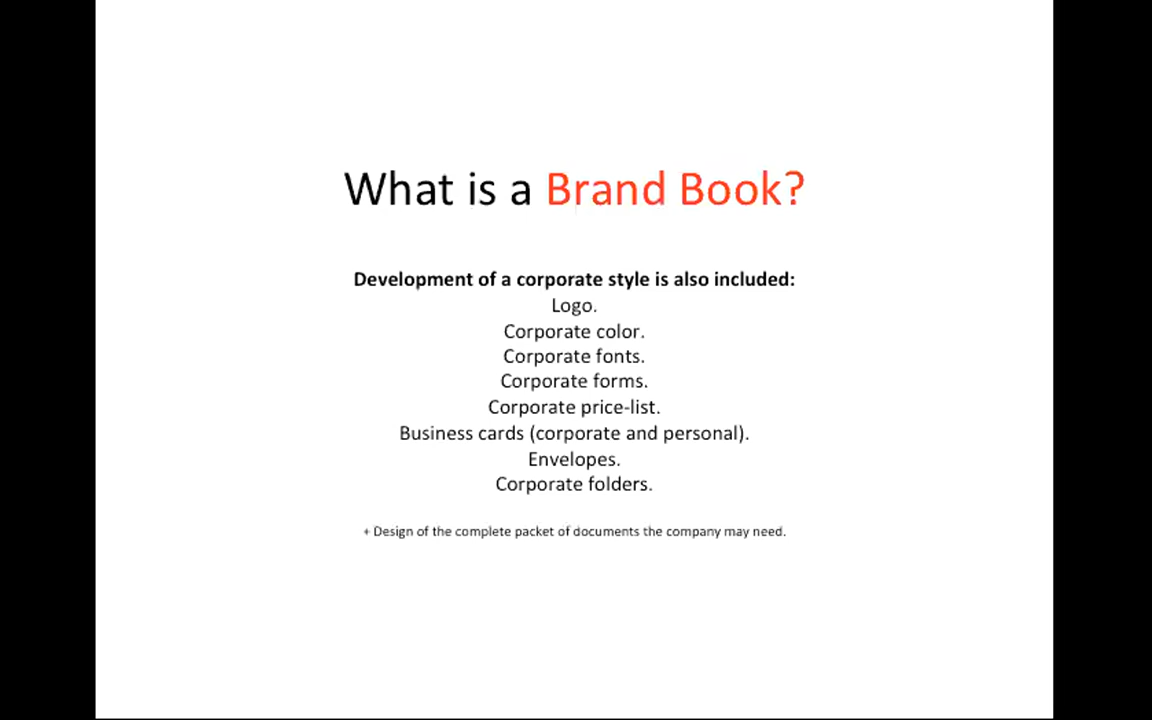 What is a Brand Book?
Development of a corporate style is also included:
Logo.
Corporate color.
Corporate fonts.
Corporate forms.
Corporate price-list.
Business cards (corporate and personal).
Envelopes.
Corporate folders.
+ Design of the complete packet of documents the company may need.